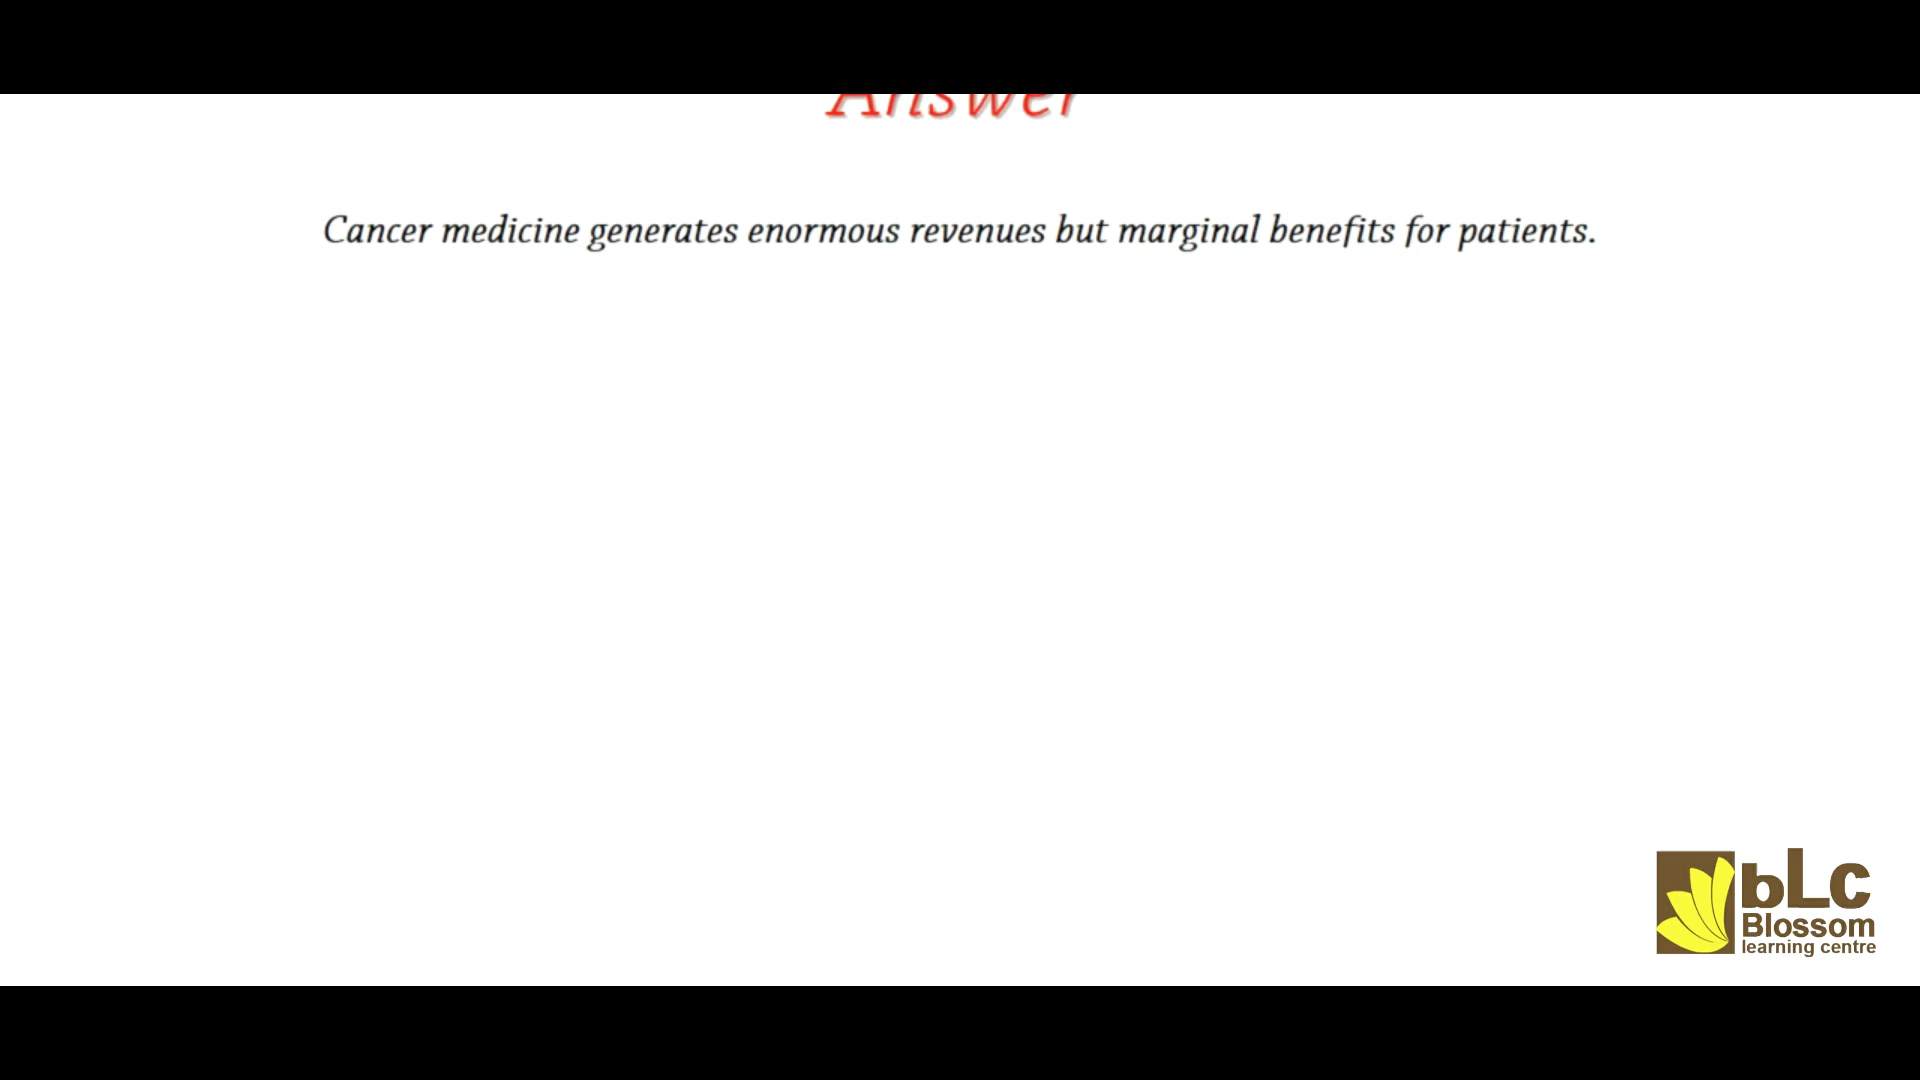 Answer
Cancer medicine generates enormous revenues but marginal benefits for patients.
bLc
Blossom
learning centre